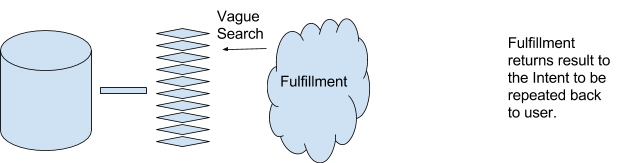 Vague
Search
Fulfillment
Fulfillment
returns result to
the Intent to be
repeated back
to user.